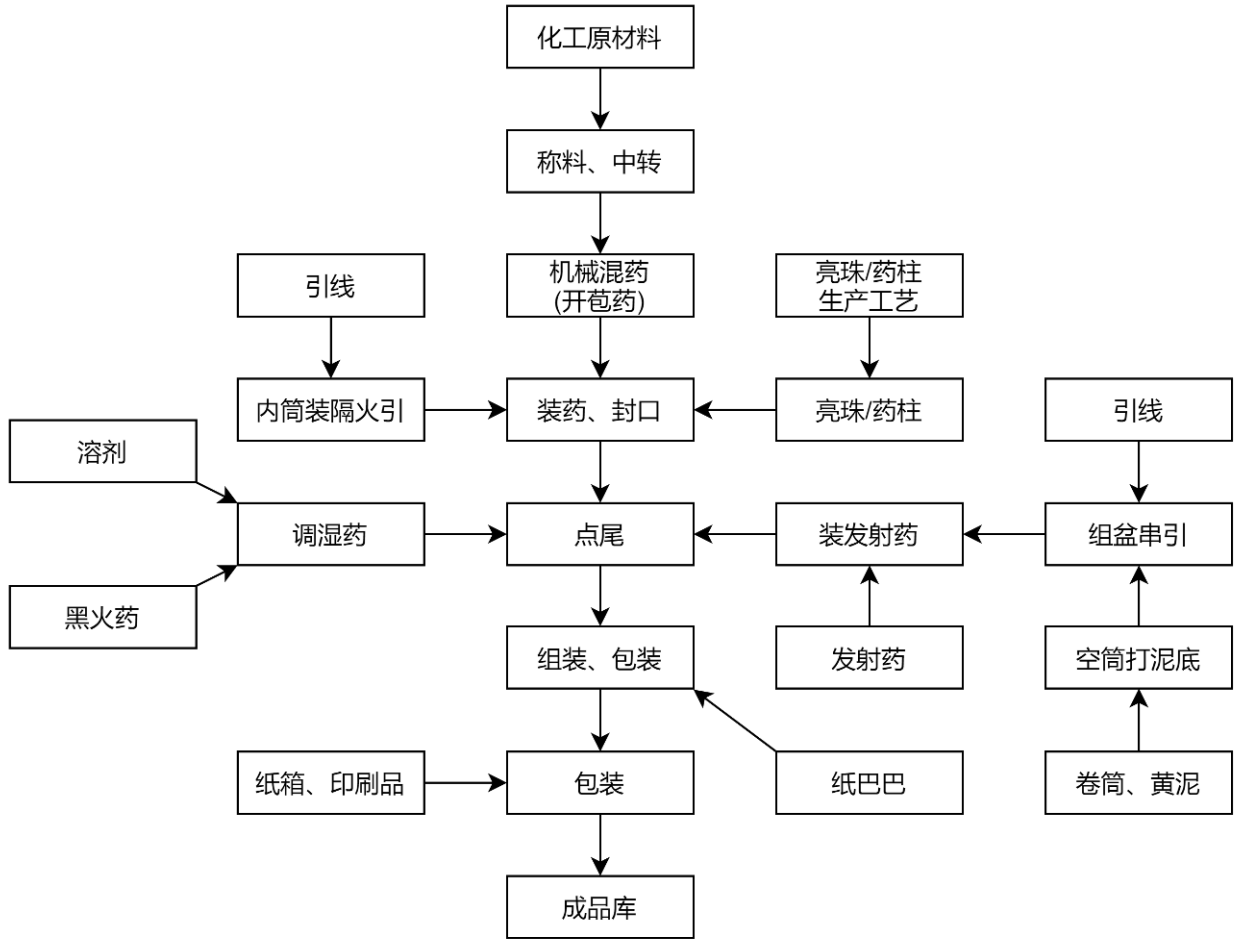 化工原材料
称料、中转
引线
机械混药
(开苞药)
亮珠/药柱
生产工艺
内筒装隔火引
装药、封口
亮珠/药柱
引线
溶剂
调湿药
点尾
装发射药
组盆串引
黑火药
组装、包装
发射药
空筒打泥底
纸箱、印刷品
包装
纸巴巴
卷筒、黄泥
成品库